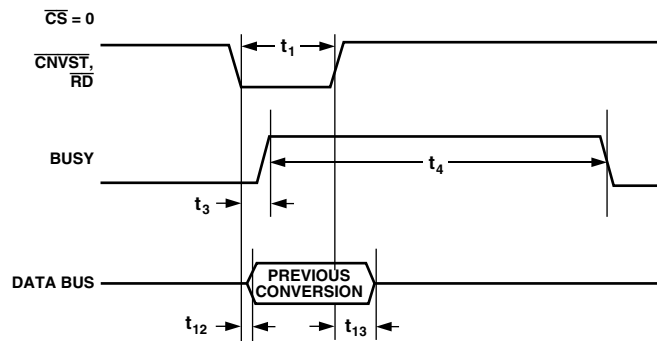 CS = 0
CNVST,
RD
t1
BUSY
t4
t3
DATA BUS
PREVIOUS
CONVERSION
t12
t13